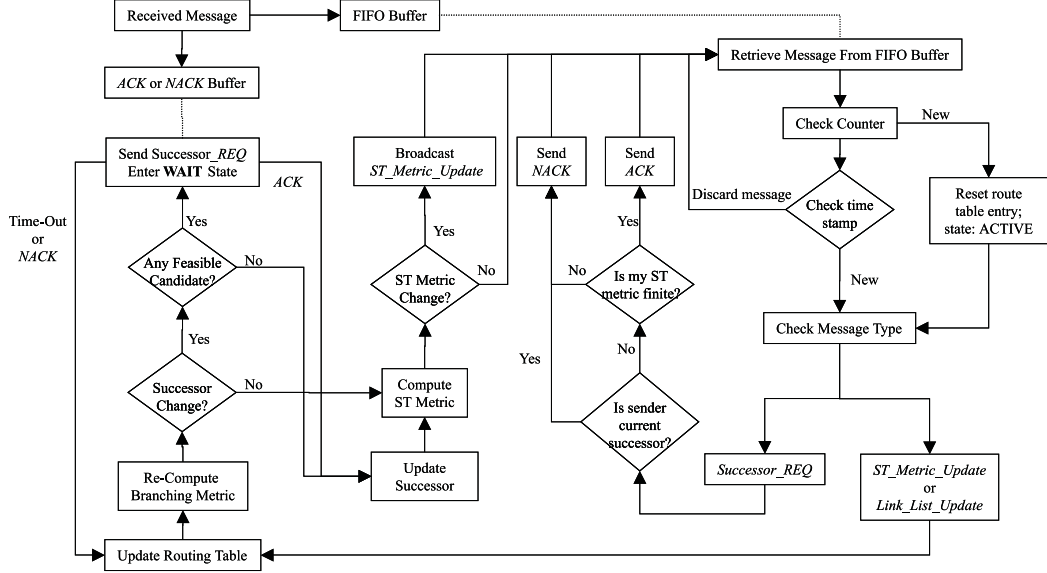 Received Message
FIFO Buffer
Retrieve Message From FIFO Buffer
ACK or NACK Buffer
Check Counter
New
Send Successor_REQ
Enter WAIT State
ACK
Broadcast
ST_Metric_Update
Send
NACK
Send
ACK
Discard message
Check time
stamp
Reset route
table entry;
state: ACTIVE
Time-Out
or
NACK
Yes
Any Feasible
Candidate?
No
Yes
ST Metric
Change?
No
Yes
No
Is my ST
metric finite?
New
Check Message Type
Yes
Successor
Change?
No
Compute
ST Metric
Yes
No
Is sender
current
successor?
Re-Compute
Branching Metric
Update
Successor
Successor_REQ
ST_Metric_Update
or
Link_List_Update
Update Routing Table